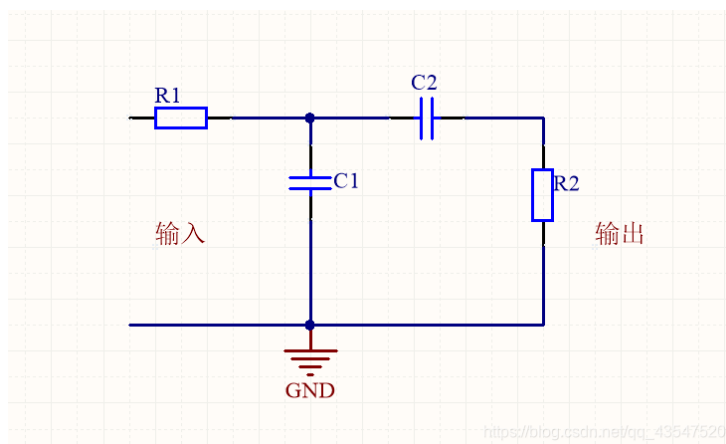 C2
R1
C1
R2
输入
输出
GND
https://blog.csdn.net/qq_43547520